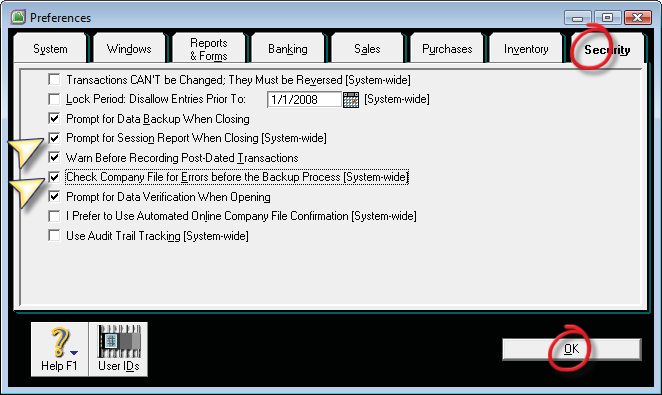 Preferences
System
Windows
Reports
& Forms
Banking
Sales
Purchases
Inventory
Security
Transactions CAN'T be Changed; They Must be Reversed [System-wide]
Lock Period: Disallow Entries Prior To: 1/1/2008 [System-wide]
Prompt for Data Backup When Closing
Prompt for Session Report When Closing [System-wide]
Warn Before Recording Post-Dated Transactions
Check Company File for Errors before the Backup Process [System-wide]
Prompt for Data Verification When Opening
I Prefer to Use Automated Online Company File Confirmation [System-wide]
Use Audit Trail Tracking [System-wide]
Help F1
User IDs
OK